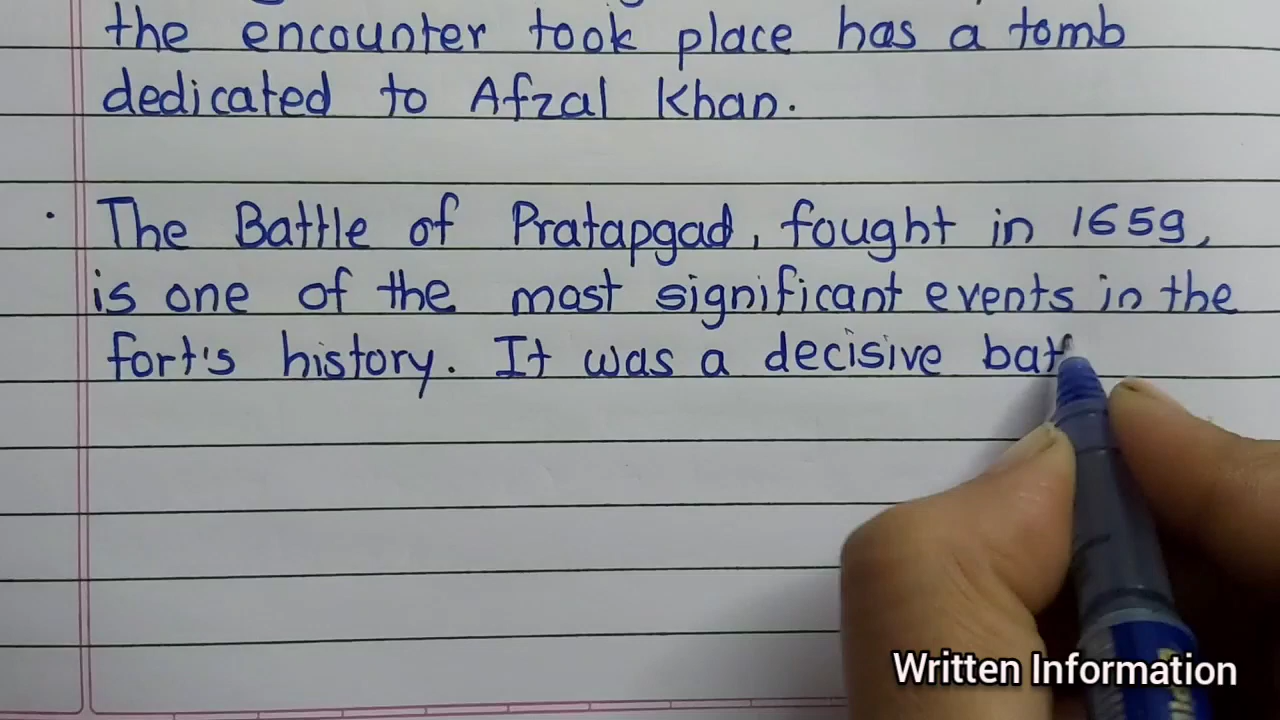 the encounter took place has a tomb
dedicated to Afzal Khan.
• The Battle of Pratapgad, fought in 1659,
is one of the most significant events in the
fort's history. It was a decisive bat
Written Information